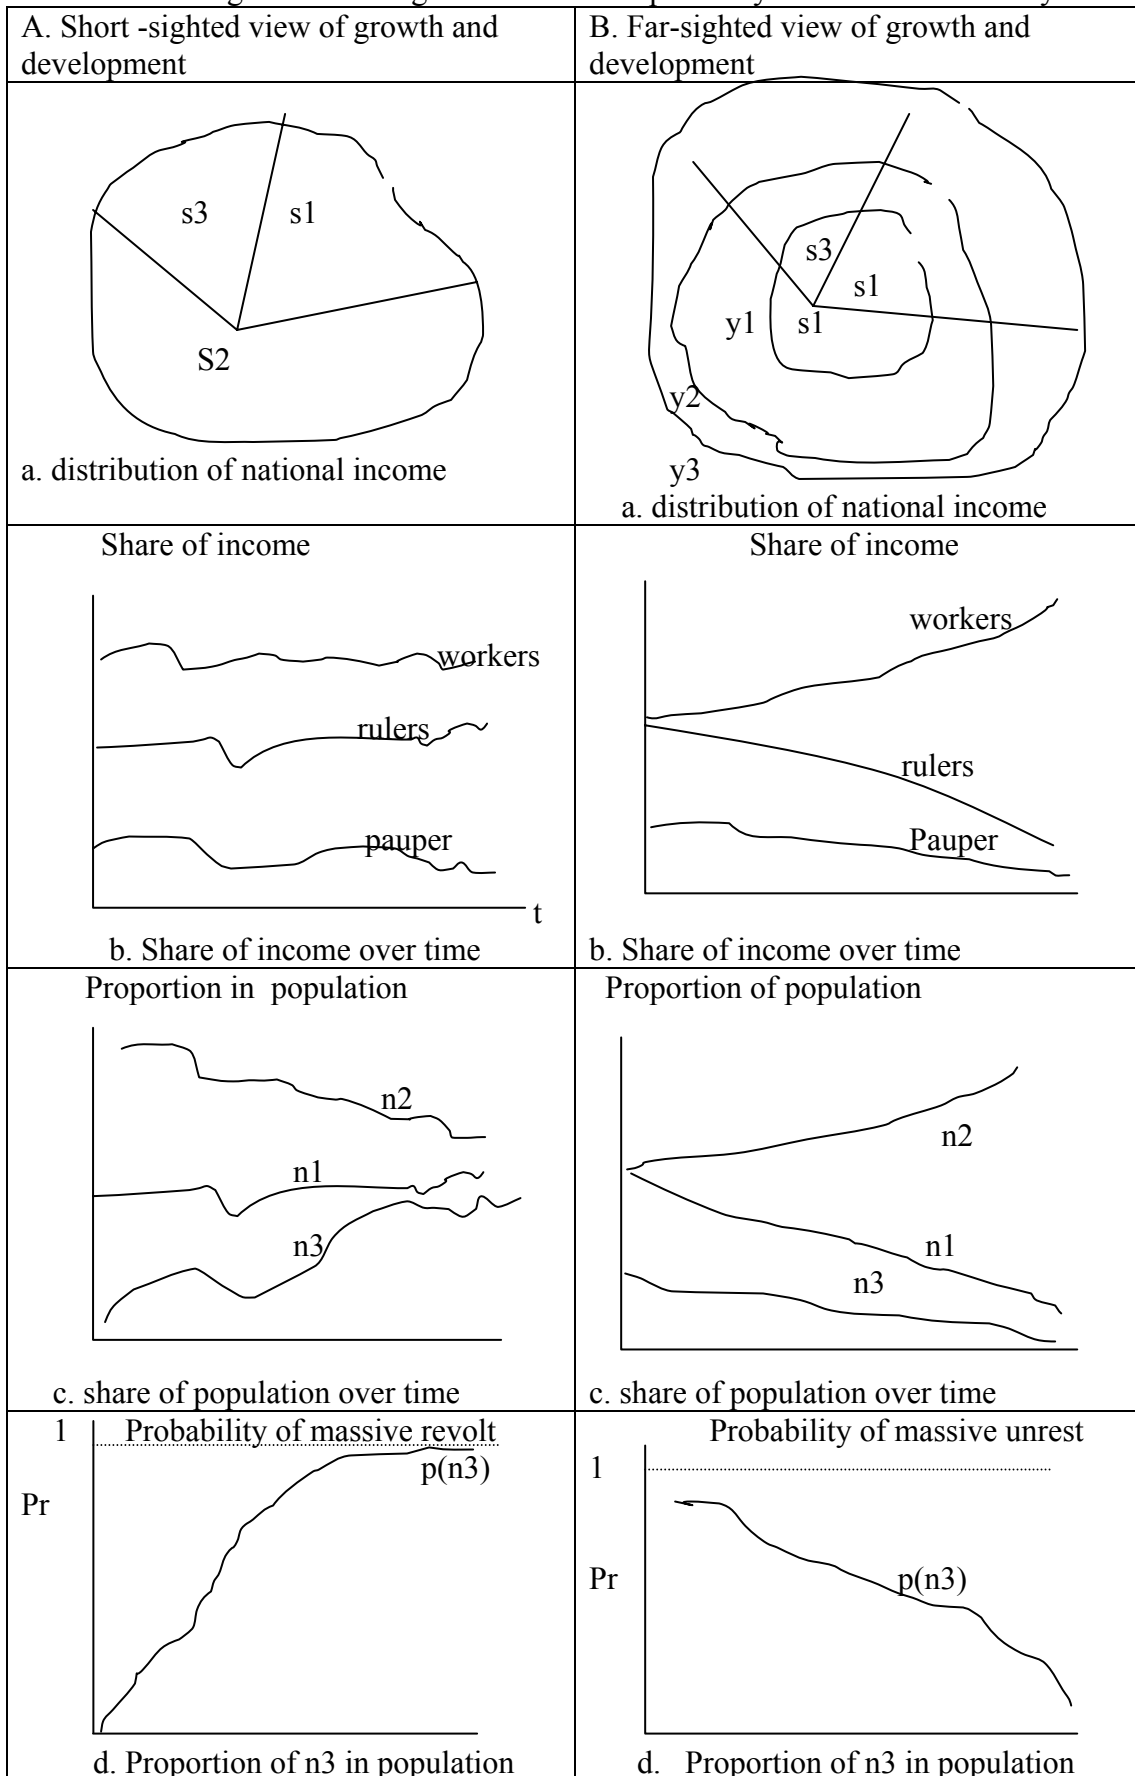 A. Short -sighted view of growth and
development
B. Far-sighted view of growth and
development
s3
s1
S2
a. distribution of national income
s3
s1
y1
s1
y2
y3
a. distribution of national income
Share of income
workers
rulers
pauper
t
b. Share of income over time
Share of income
workers
rulers
Pauper
b. Share of income over time
Proportion in population
n2
n1
n3
c. share of population over time
Proportion of population
n2
n1
n3
c. share of population over time
1
Probability of massive revolt
p(n3)
Pr
d. Proportion of n3 in population
Probability of massive unrest
1
Pr
p(n3)
d. Proportion of n3 in population